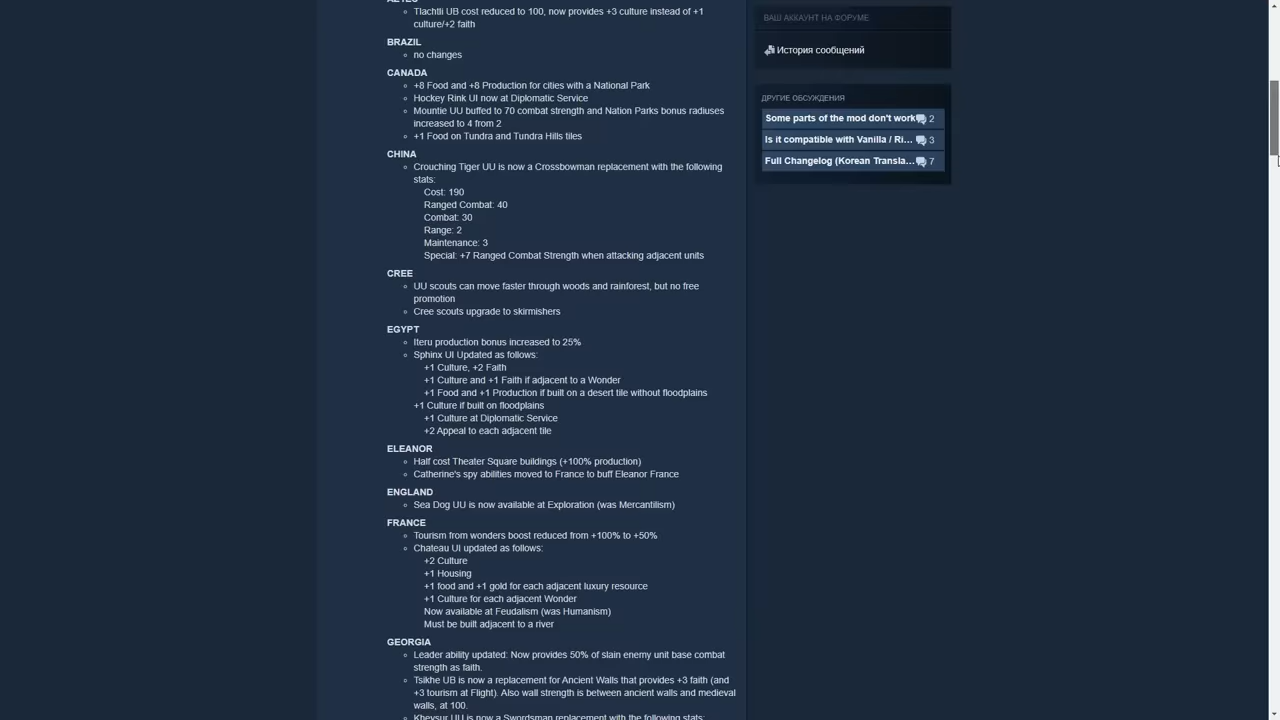 Tlachtli UB cost reduced to 100, now provides +3 culture instead of +1
culture/+2 faith
BRAZIL
no changes
CANADA
+8 Food and +8 Production for cities with a National Park
Hockey Rink UI now at Diplomatic Service
Mountie UU buffed to 70 combat strength and Nation Parks bonus radiuses
increased to 4 from 2
+1 Food on Tundra and Tundra Hills tiles
CHINA
Crouching Tiger UU is now a Crossbowman replacement with the following
stats:
Cost: 190
Ranged Combat: 40
Combat: 30
Range: 2
Maintenance: 3
Special: +7 Ranged Combat Strength when attacking adjacent units
CREE
UU scouts can move faster through woods and rainforest, but no free
promotion
Cree scouts upgrade to skirmishers
EGYPT
Iteru production bonus increased to 25%
Sphinx UI Updated as follows:
+1 Culture, +2 Faith
+1 Culture and +1 Faith if adjacent to a Wonder
+1 Food and +1 Production if built on a desert tile without floodplains
+1 Culture if built on floodplains
+1 Culture at Diplomatic Service
+2 Appeal to each adjacent tile
ELEANOR
Half cost Theater Square buildings (+100% production)
Catherine's spy abilities moved to France to buff Eleanor France
ENGLAND
Sea Dog UU is now available at Exploration (was Mercantilism)
FRANCE
Tourism from wonders boost reduced from +100% to +50%
Chateau UI updated as follows:
+2 Culture
+1 Housing
+1 food and +1 gold for each adjacent luxury resource
+1 Culture for each adjacent Wonder
Now available at Feudalism (was Humanism)
Must be built adjacent to a river
GEORGIA
Leader ability updated: Now provides 50% of slain enemy unit base combat
strength as faith.
Tsikhe UB is now a replacement for Ancient Walls that provides +3 faith (and
+3 tourism at Flight). Also wall strength is between ancient walls and medieval
walls, at 100.
Khevsur UU is now a Swordsman replacement with the following stats:
ВАШ АККАУНТ НА ФОРУМЕ
История сообщений
ДРУГИЕ ОБСУЖДЕНИЯ
Some parts of the mod don't work 2
Is it compatible with Vanilla / Ri... 3
Full Changelog (Korean Transla... 7